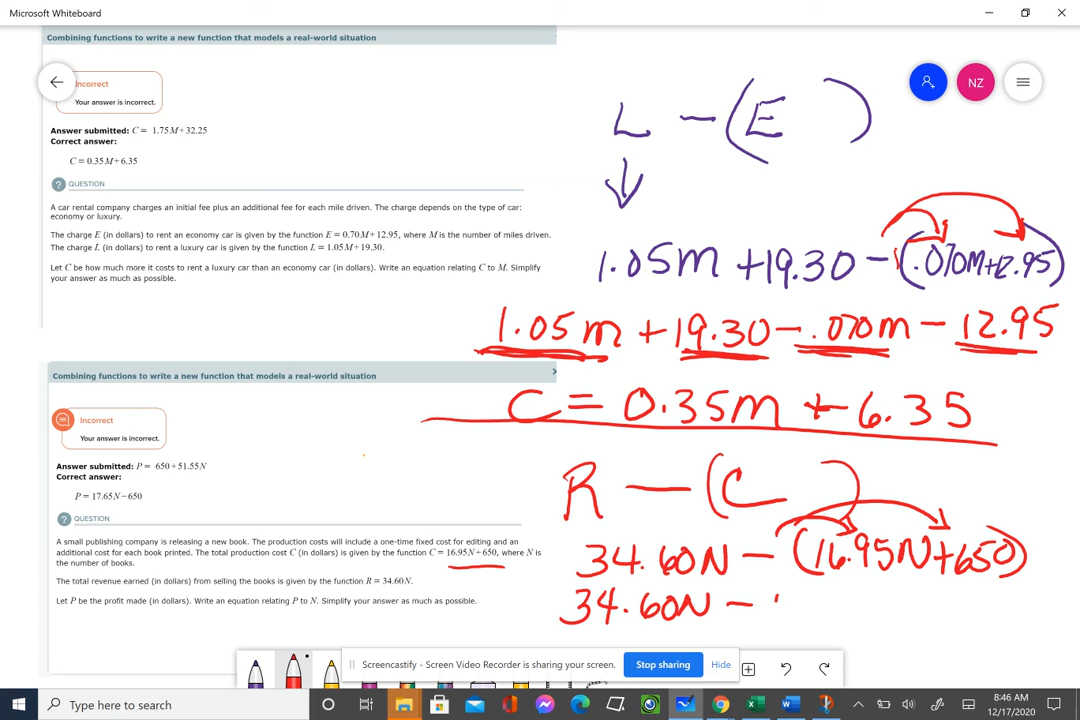 Microsoft Whiteboard
Combining functions to write a new function that models a real-world situation
Incorrect
Your answer is incorrect.
Answer submitted: C = 1.75M+32.25
Correct answer:
C = 0.35M+6.35
? QUESTION
A car rental company charges an initial fee plus an additional fee for each mile driven. The charge depends on the type of car:
economy or luxury.
The charge E (in dollars) to rent an economy car is given by the function E = 0.70M+12.95, where M is the number of miles driven.
The charge L (in dollars) to rent a luxury car is given by the function L = 1.05M+19.30.
Let C be how much more it costs to rent a luxury car than an economy car (in dollars). Write an equation relating C to M. Simplify
your answer as much as possible.
NZ
L - (E )
1.05m +19.30 - (.070m+12.95)
1.05m +19.30 - .070m - 12.95
C = 0.35m + 6.35
Combining functions to write a new function that models a real-world situation
Incorrect
Your answer is incorrect.
Answer submitted: P = 650+51.55N
Correct answer:
P = 17.65N−650
? QUESTION
A small publishing company is releasing a new book. The production costs will include a one-time fixed cost for editing and an
additional cost for each book printed. The total production cost C (in dollars) is given by the function C = 16.95N+650, where N is
the number of books.
The total revenue earned (in dollars) from selling the books is given by the function R = 34.60N.
Let P be the profit made (in dollars). Write an equation relating P to N. Simplify your answer as much as possible.
R - (C )
34.60N - (16.95N+650)
34.60N -
Screencastify - Screen Video Recorder is sharing your screen.
Stop sharing
Hide
Type here to search
8:46 AM
12/17/2020